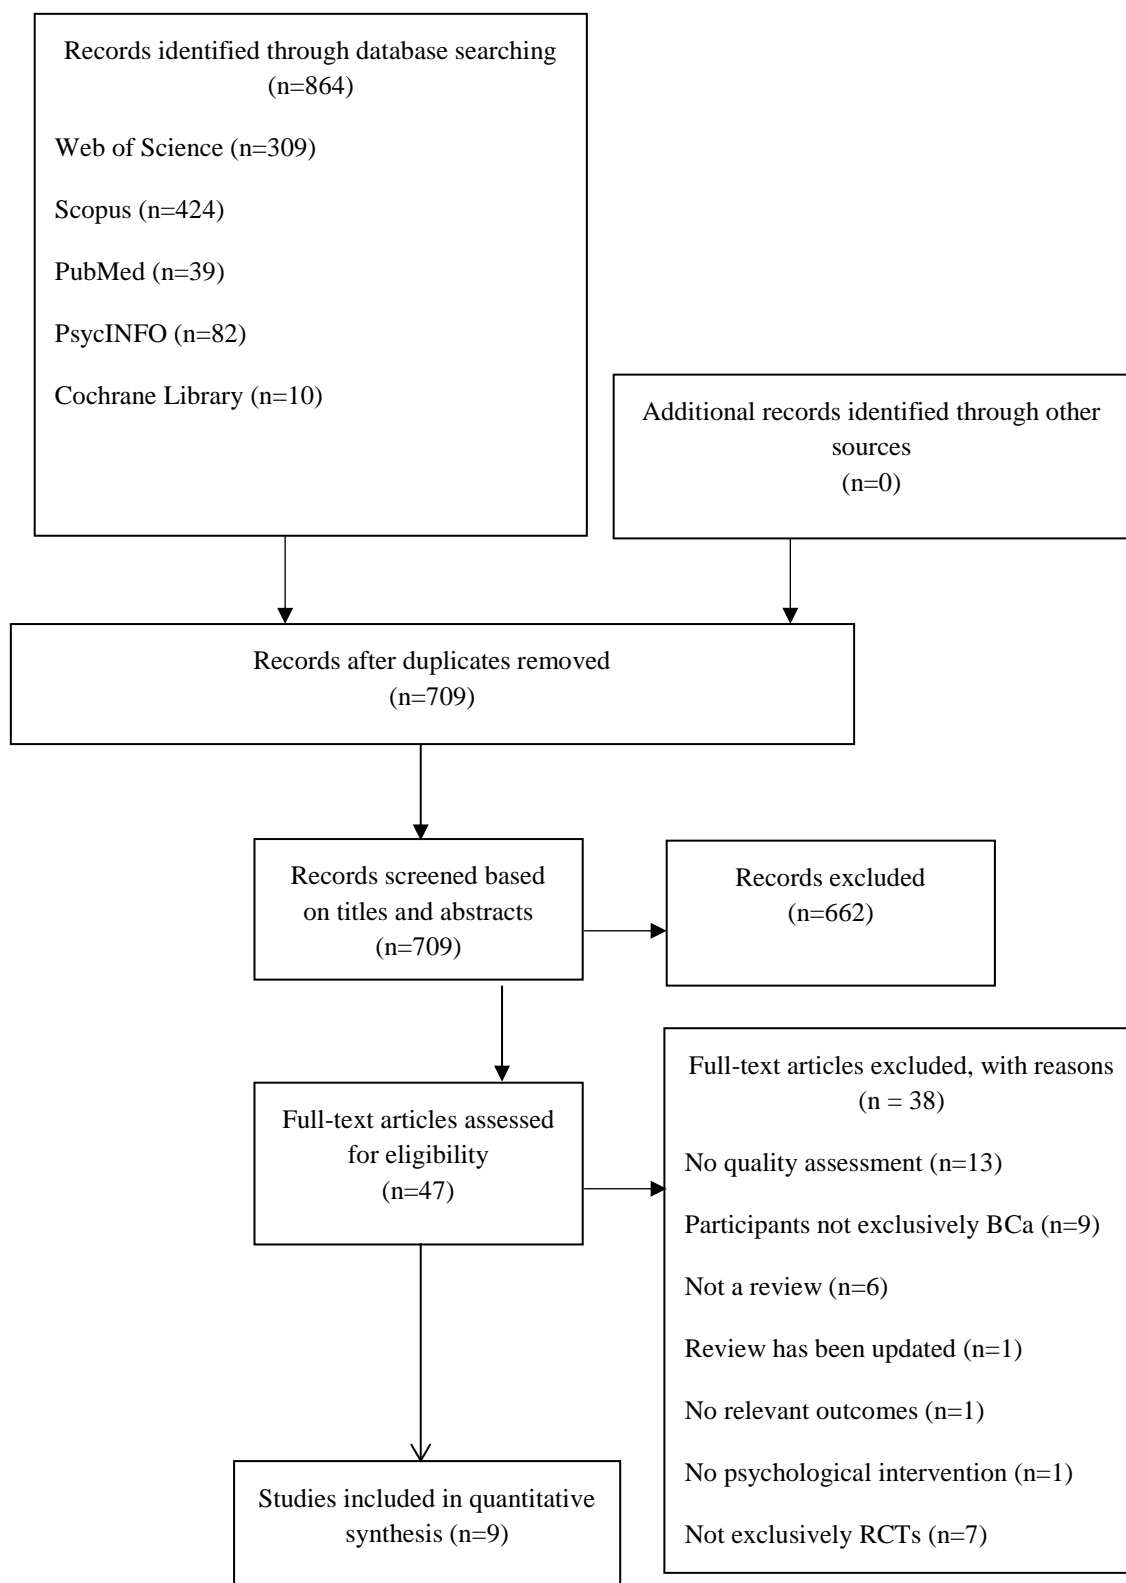 Records identified through database searching
(n=864)
Web of Science (n=309)
Scopus (n=424)
PubMed (n=39)
PsycINFO (n=82)
Cochrane Library (n=10)
Additional records identified through other
sources
(n=0)
Records after duplicates removed
(n=709)
Records screened based
on titles and abstracts
(n=709)
Records excluded
(n=662)
Full-text articles assessed
for eligibility
(n=47)
Full-text articles excluded, with reasons
(n = 38)
No quality assessment (n=13)
Participants not exclusively BCa (n=9)
Not a review (n=6)
Review has been updated (n=1)
No relevant outcomes (n=1)
No psychological intervention (n=1)
Not exclusively RCTs (n=7)
Studies included in quantitative
synthesis (n=9)